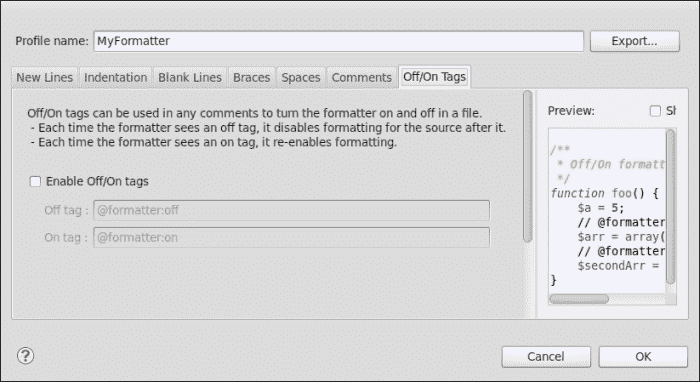 Profile name: MyFormatter Export...
New Lines Indentation Blank Lines Braces Spaces Comments Off/On Tags
Off/On tags can be used in any comments to turn the formatter on and off in a file.
- Each time the formatter sees an off tag, it disables formatting for the source after it.
- Each time the formatter sees an on tag, it re-enables formatting.
Enable Off/On tags
Off tag : @formatter:off
On tag : @formatter:on
Preview:
/**
* Off/On formatt
*/
function foo() {
$a = 5;
// @formatter
$arr = array(
// @formatter
$secondArr =
}
? Cancel OK